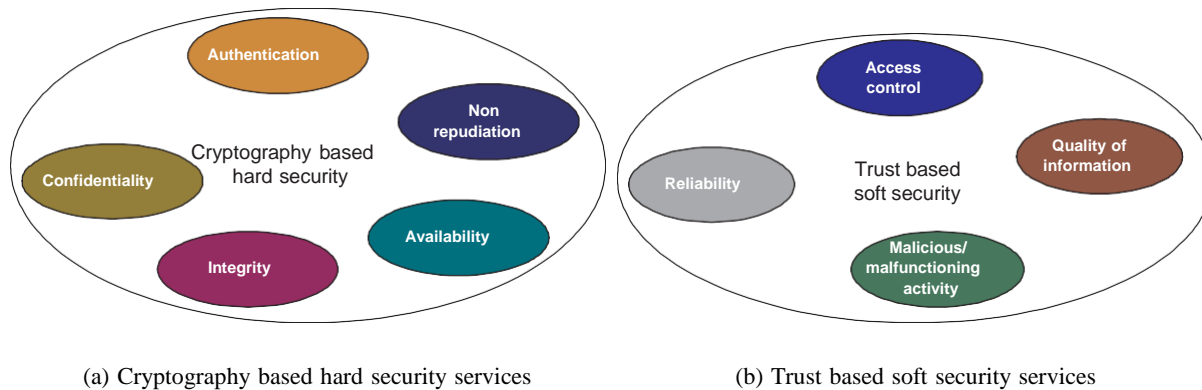 Authentication
Non
repudiation
Cryptography based
hard security
Confidentiality
Availability
Integrity
(a) Cryptography based hard security services
Access
control
Quality of
information
Trust based
soft security
Reliability
Malicious/
malfunctioning
activity
(b) Trust based soft security services